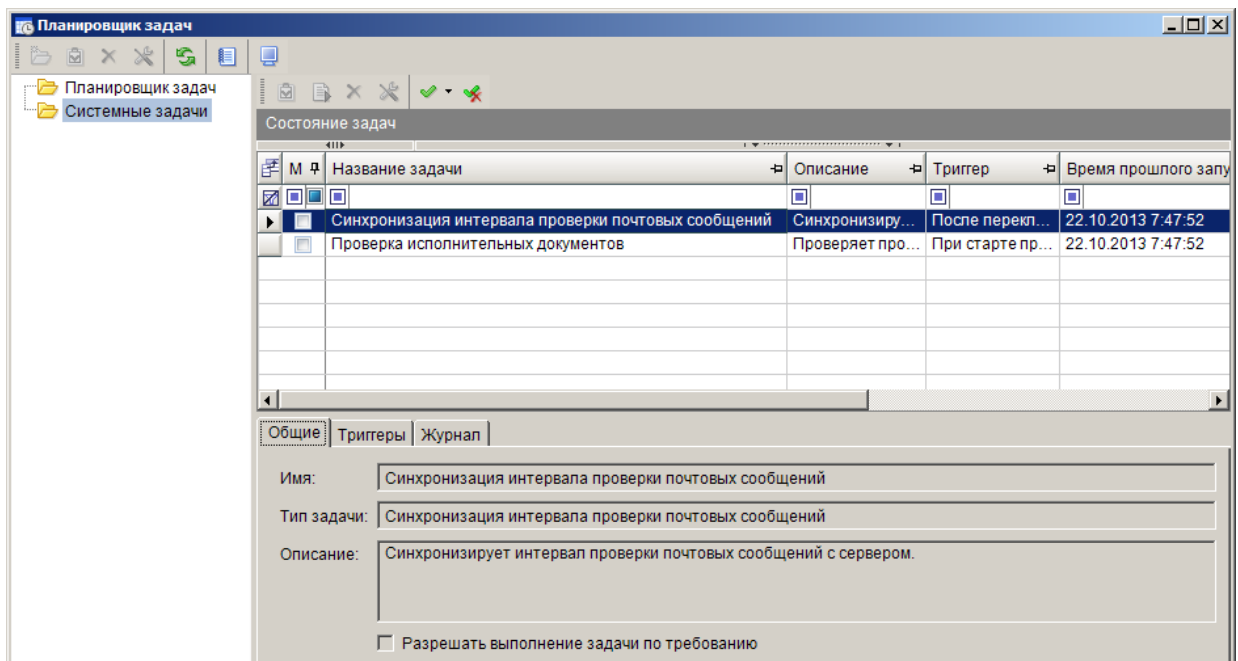 Планировщик задач
Планировщик задач
Системные задачи
Состояние задач
М Название задачи Описание Триггер Время прошлого запу
Синхронизация интервала проверки почтовых сообщений Синхронизиру... После перекл... 22.10.2013 7:47:52
Проверка исполнительных документов Проверяет про... При старте пр... 22.10.2013 7:47:52
Общие Триггеры Журнал
Имя: Синхронизация интервала проверки почтовых сообщений
Тип задачи: Синхронизация интервала проверки почтовых сообщений
Описание: Синхронизирует интервал проверки почтовых сообщений с сервером.
Разрешать выполнение задачи по требованию